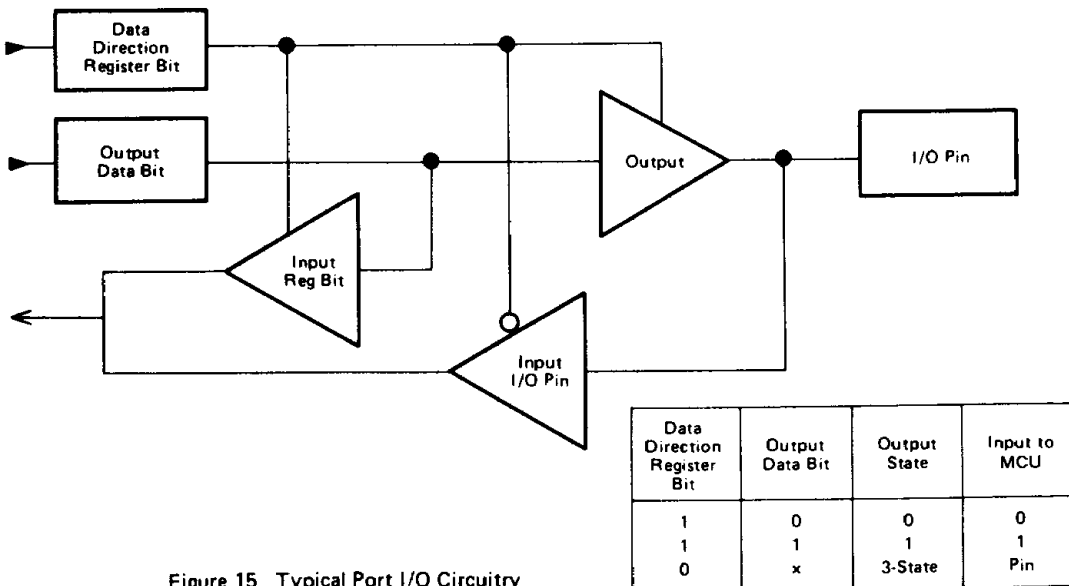 Data
Direction
Register Bit
Output
Data Bit
Output
I/O Pin
Input
Reg Bit
Input
I/O Pin
Data
Direction
Register
Bit
Output
Data Bit
Output
State
Input to
MCU
1 0 0 0
1 1 1 1
0 x 3-State Pin
Figure 15 Typical Port I/O Circuitry